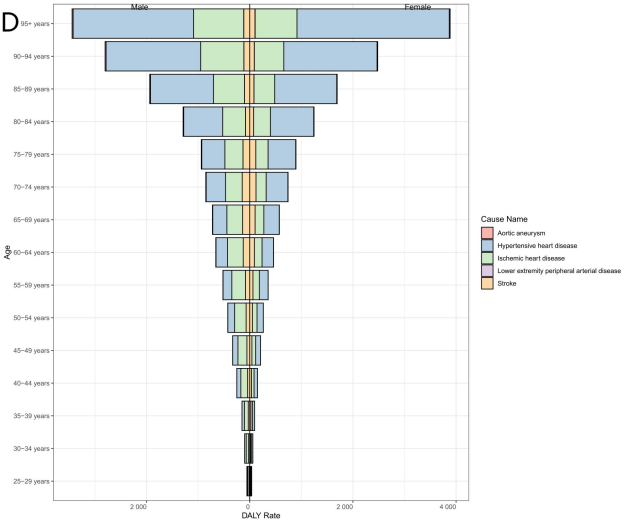 D
Male Female
95+ years
90−94 years
85−89 years
80−84 years
75−79 years
70−74 years
65−69 years
60−64 years
55−59 years
50−54 years
45−49 years
40−44 years
35−39 years
30−34 years
25−29 years
Age
2 000 0 2 000 4 000
DALY Rate
Cause Name
Aortic aneurysm
Hypertensive heart disease
Ischemic heart disease
Lower extremity peripheral arterial disease
Stroke